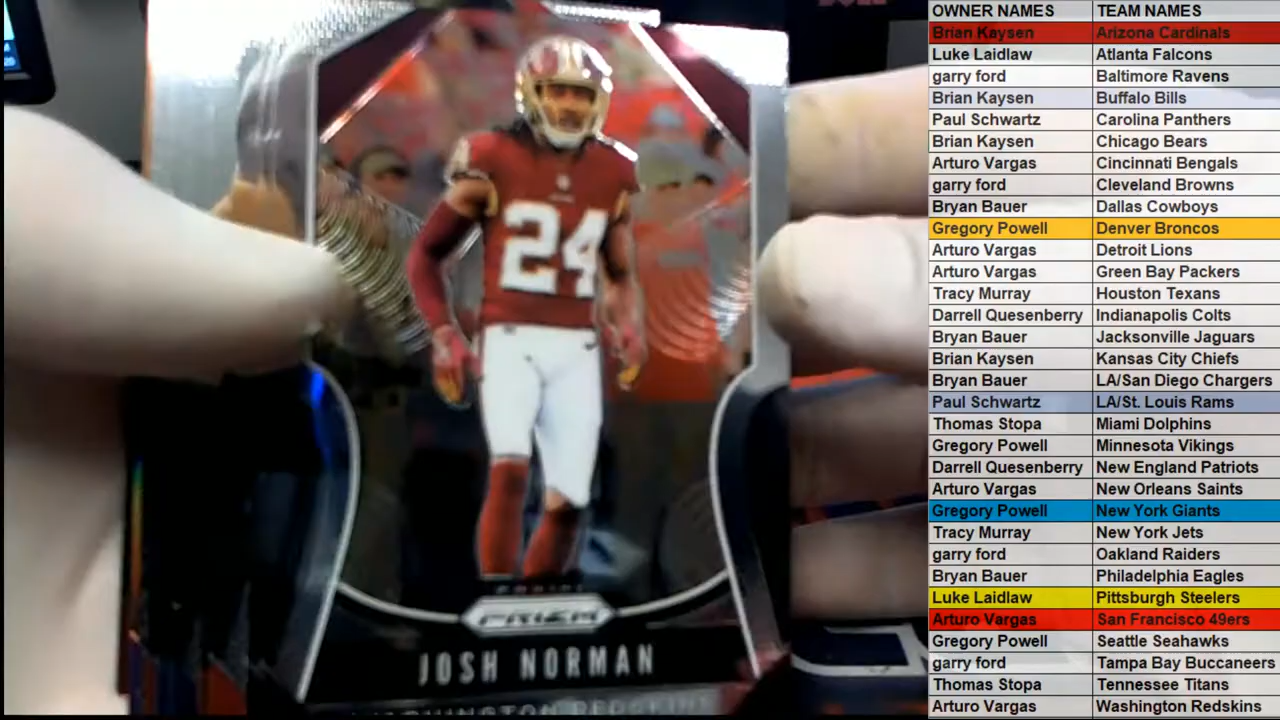 24
PANINI
PRIZM
JOSH NORMAN
WASHINGTON REDSKINS
OWNER NAMES TEAM NAMES
Brian Kaysen Arizona Cardinals
Luke Laidlaw Atlanta Falcons
garry ford Baltimore Ravens
Brian Kaysen Buffalo Bills
Paul Schwartz Carolina Panthers
Brian Kaysen Chicago Bears
Arturo Vargas Cincinnati Bengals
garry ford Cleveland Browns
Bryan Bauer Dallas Cowboys
Gregory Powell Denver Broncos
Arturo Vargas Detroit Lions
Arturo Vargas Green Bay Packers
Tracy Murray Houston Texans
Darrell Quesenberry Indianapolis Colts
Bryan Bauer Jacksonville Jaguars
Brian Kaysen Kansas City Chiefs
Bryan Bauer LA/San Diego Chargers
Paul Schwartz LA/St. Louis Rams
Thomas Stopa Miami Dolphins
Gregory Powell Minnesota Vikings
Darrell Quesenberry New England Patriots
Arturo Vargas New Orleans Saints
Gregory Powell New York Giants
Tracy Murray New York Jets
garry ford Oakland Raiders
Bryan Bauer Philadelphia Eagles
Luke Laidlaw Pittsburgh Steelers
Arturo Vargas San Francisco 49ers
Gregory Powell Seattle Seahawks
garry ford Tampa Bay Buccaneers
Thomas Stopa Tennessee Titans
Arturo Vargas Washington Redskins